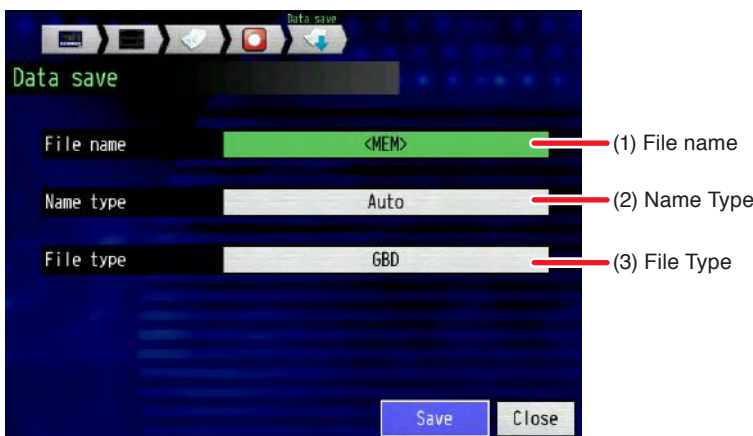 Data save
Data save
File name <MEM> (1) File name
Name type Auto (2) Name Type
File type GBD (3) File Type
Save Close